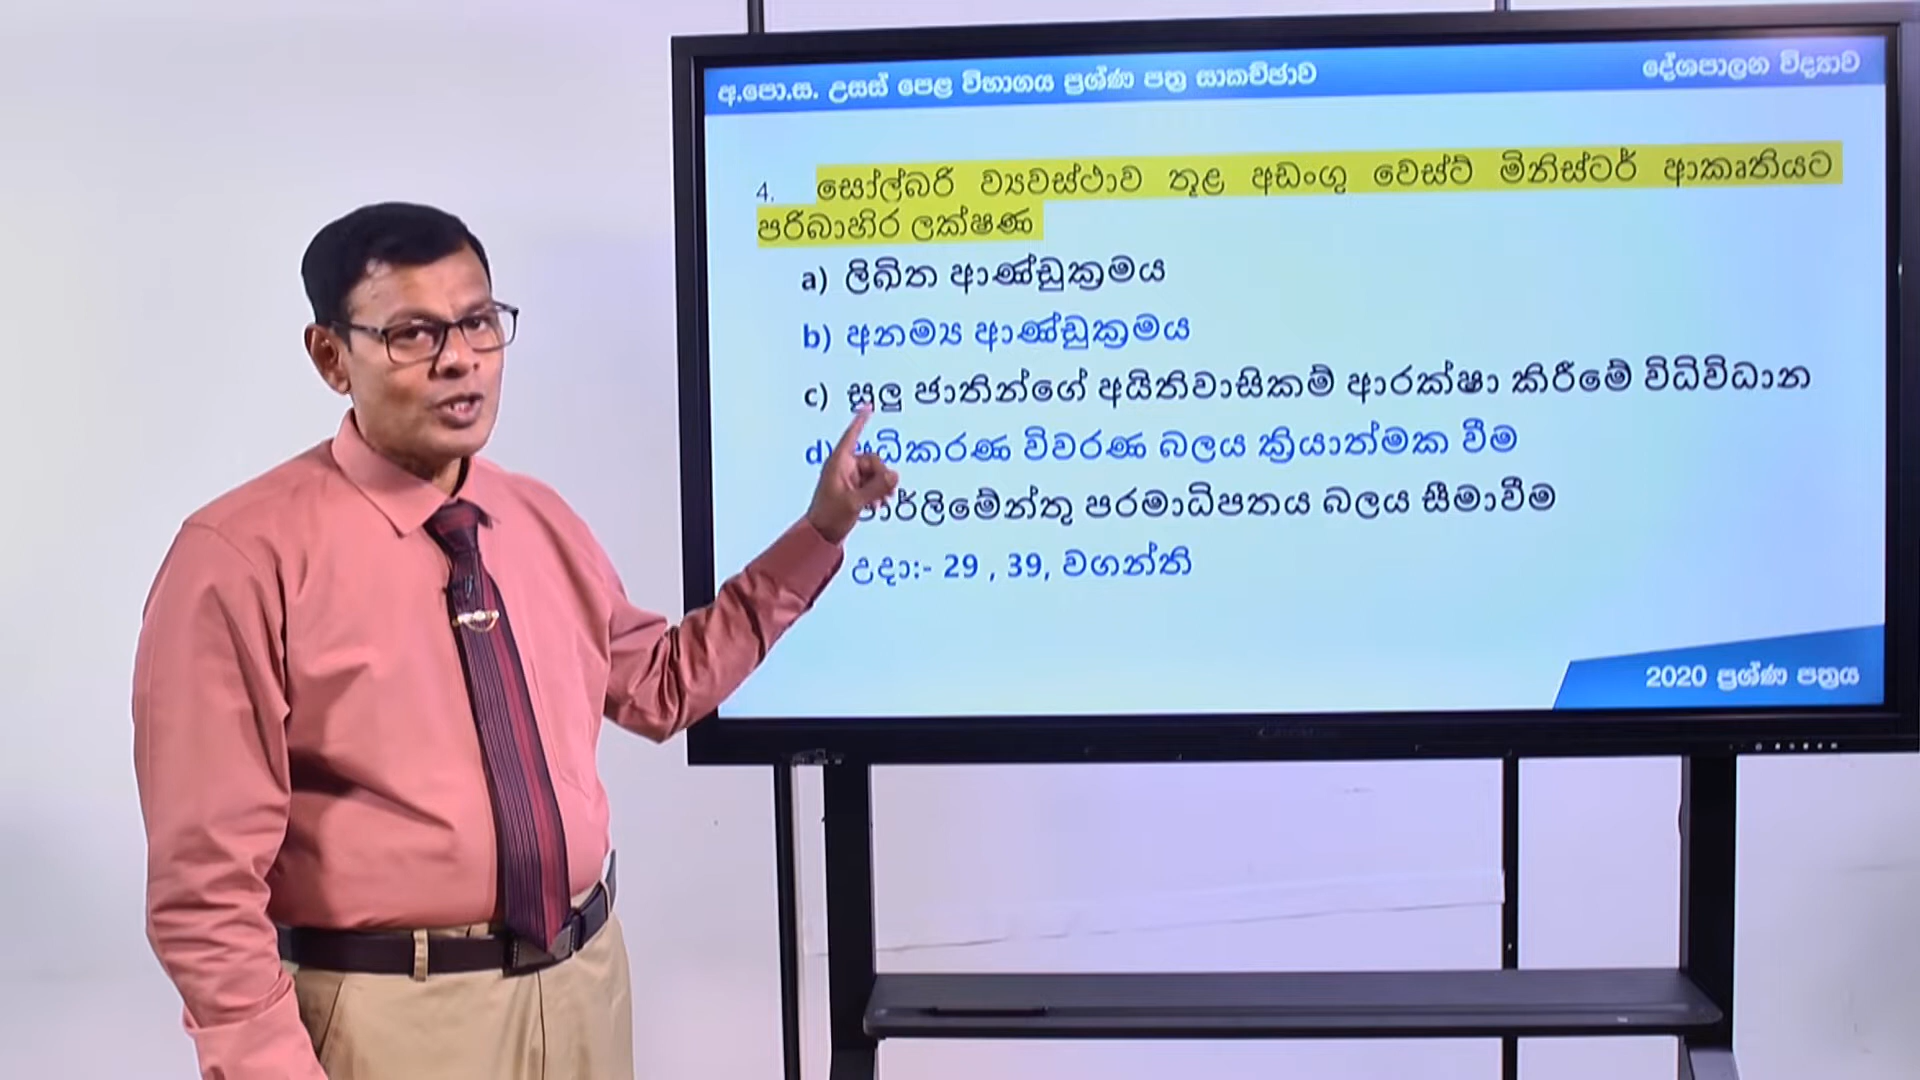 අ.පො.ස. උසස් පෙළ විභාගය ප්‍රශ්ණ පත්‍ර සාකච්ඡාව
දේශපාලන විද්‍යාව
4. සෝල්බරි ව්‍යවස්ථාව තුළ අඩංගු වෙස්ට් මිනිස්ටර් ආකෘතියට
පරිබාහිර ලක්ෂණ
a) ලිඛිත ආණ්ඩුක්‍රමය
b) අනම්‍ය ආණ්ඩුක්‍රමය
c) සුලු ජාතින්ගේ අයිතිවාසිකම් ආරක්ෂා කිරීමේ විධිවිධාන
d) අධිකරණ විවරණ බලය ක්‍රියාත්මක වීම
පාර්ලිමේන්තු පරමාධිපත්‍ය බලය සීමාවීම
උදා:- 29 , 39, වගන්ති
2020 ප්‍රශ්ණ පත්‍රය